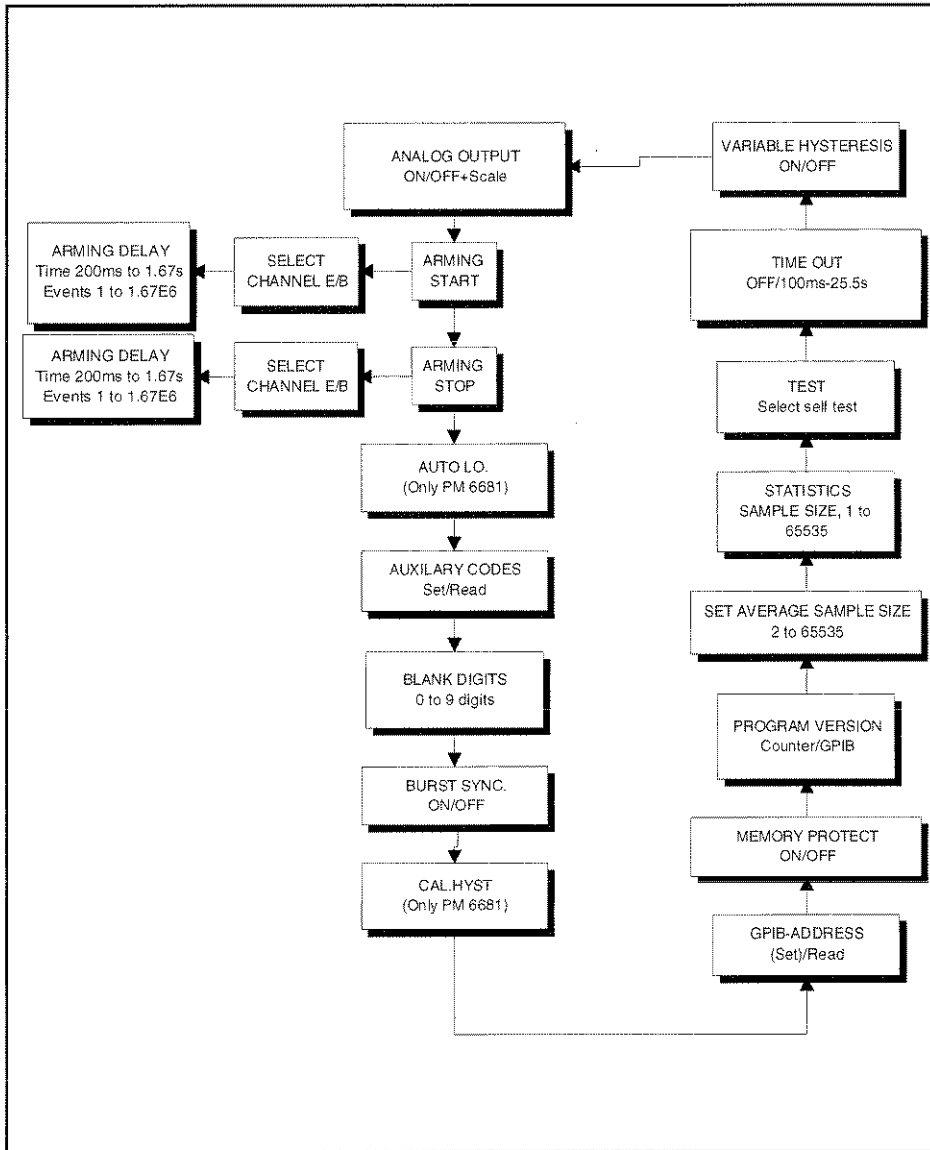 ANALOG OUTPUT
ON/OFF+Scale
VARIABLE HYSTERESIS
ON/OFF
ARMING DELAY
Time 200ms to 1.67s
Events 1 to 1.67E6
SELECT
CHANNEL E/B
ARMING
START
TIME OUT
OFF/100ms-25.5s
ARMING DELAY
Time 200ms to 1.67s
Events 1 to 1.67E6
SELECT
CHANNEL E/B
ARMING
STOP
TEST
Select self test
AUTO LO.
(Only PM 6681)
STATISTICS
SAMPLE SIZE, 1 to
65535
AUXILARY CODES
Set/Read
SET AVERAGE SAMPLE SIZE
2 to 65535
BLANK DIGITS
0 to 9 digits
PROGRAM VERSION
Counter/GPIB
BURST SYNC.
ON/OFF
MEMORY PROTECT
ON/OFF
CAL.HYST
(Only PM 6681)
GPIB-ADDRESS
(Set)/Read